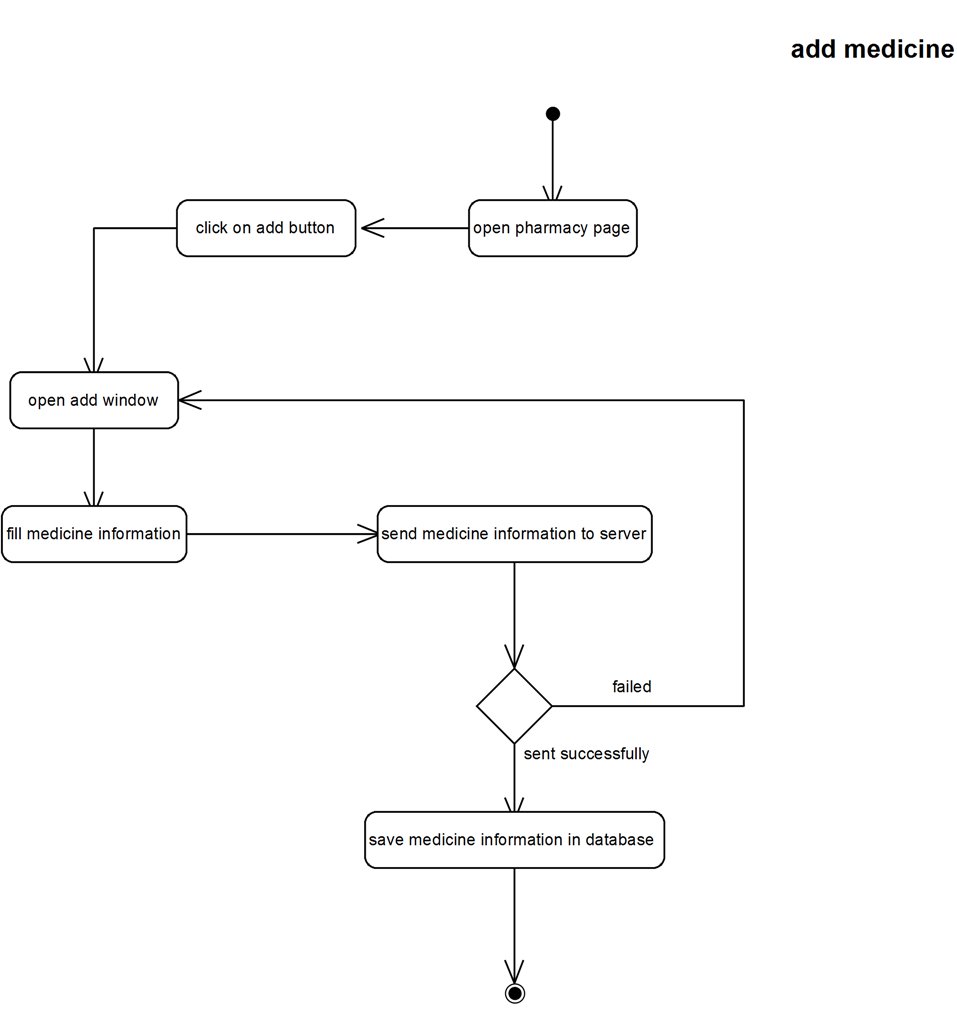 add medicine
click on add button
open pharmacy page
open add window
fill medicine information
send medicine information to server
failed
sent successfully
save medicine information in database